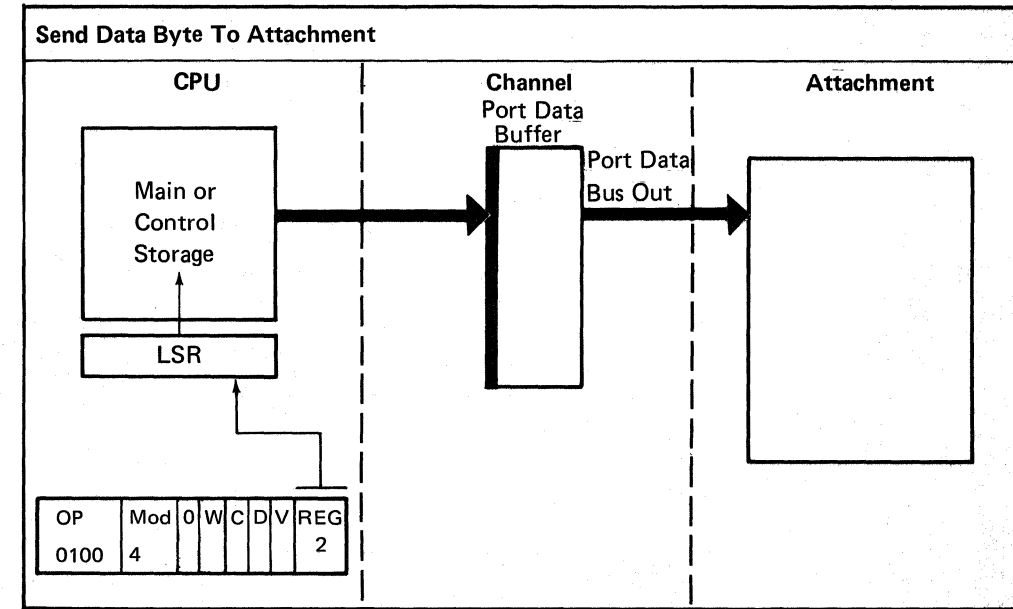 Send Data Byte To Attachment
CPU
Channel
Attachment
Port Data
Buffer
Port Data
Bus Out
Main or
Control
Storage
LSR
OP Mod 0 W C D V REG
0100 4 2